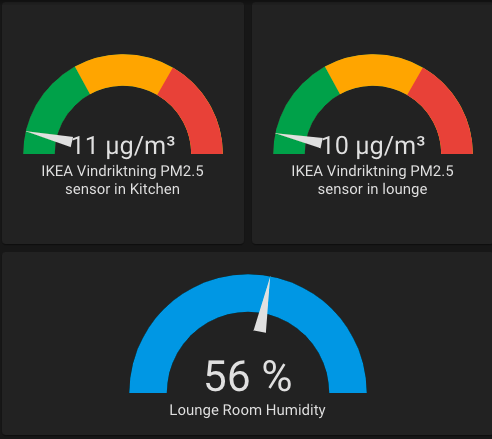 11 µg/m³
IKEA Vindriktning PM2.5
sensor in Kitchen
10 µg/m³
IKEA Vindriktning PM2.5
sensor in lounge
56 %
Lounge Room Humidity